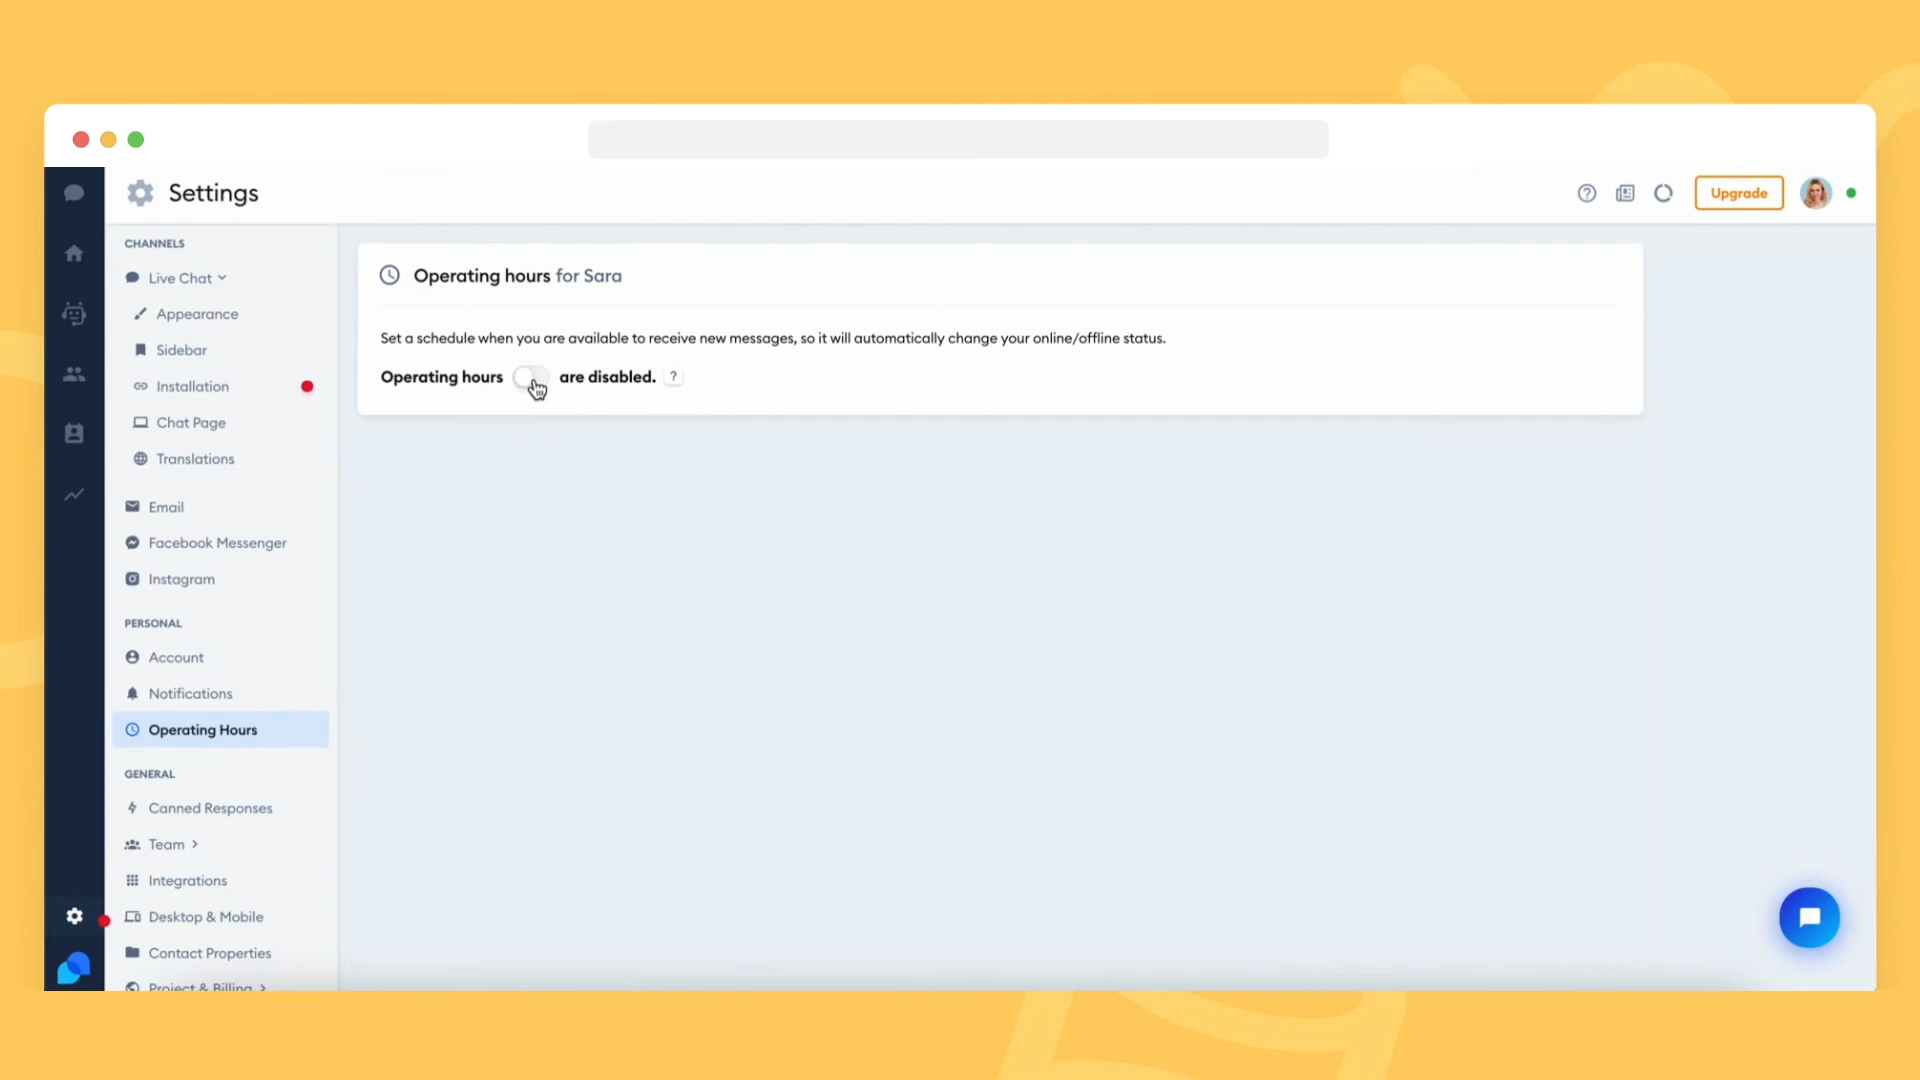 Settings
Upgrade
CHANNELS
Live Chat
Appearance
Sidebar
Installation
Chat Page
Translations
Email
Facebook Messenger
Instagram
PERSONAL
Account
Notifications
Operating Hours
GENERAL
Canned Responses
Team
Integrations
Desktop & Mobile
Contact Properties
Project & Billing
Operating hours for Sara
Set a schedule when you are available to receive new messages, so it will automatically change your online/offline status.
Operating hours are disabled. ?